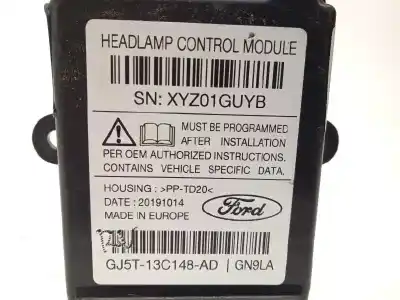 HEADLAMP CONTROL MODULE
SN: XYZ01GUYB
MUST BE PROGRAMMED
AFTER INSTALLATION
PER OEM AUTHORIZED INSTRUCTIONS.
CONTAINS VEHICLE SPECIFIC DATA.
HOUSING : >PP-TD20<
DATE : 20191014
MADE IN EUROPE
Ford
GJ5T-13C148-AD | GN9LA